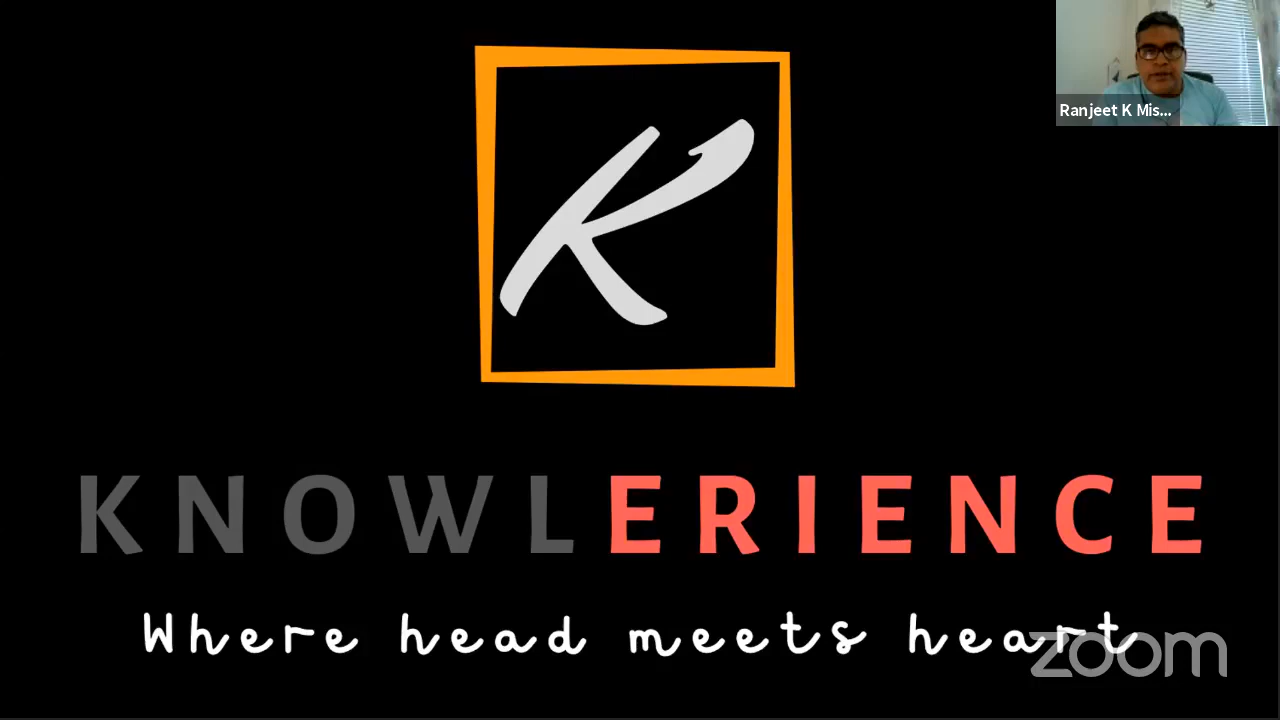 Ranjeet K Mis...
K
KNOWLERIENCE
Where head meets heart
zoom